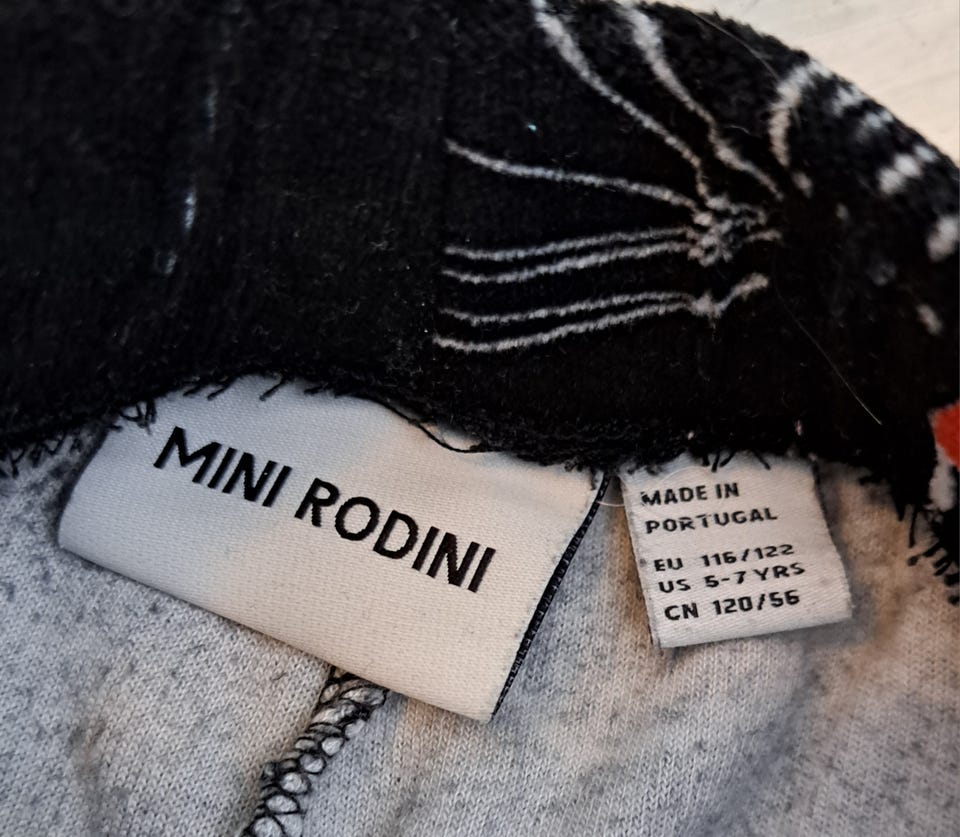 MINI RODINI
MADE IN
PORTUGAL
EU 116/122
US 5-7 YRS
CN 120/56